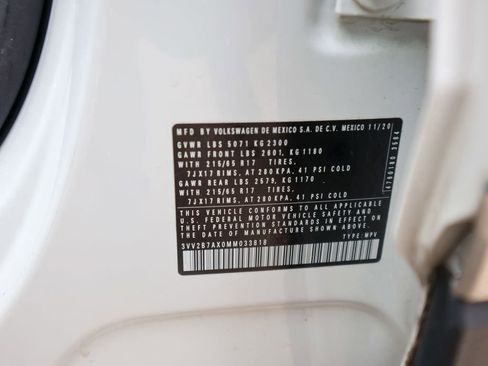 MFD BY VOLKSWAGEN DE MEXICO S.A. DE C.V. MEXICO 11/20
GVWR LBS 5071 KG 2300
GAWR FRONT LBS 2601, KG 1180
WITH 215/65 R17 TIRES.
7JX17 RIMS, AT 280 KPA, 41 PSI COLD
GAWR REAR LBS 2579, KG 1170
WITH 215/65 R17 TIRES.
7JX17 RIMS, AT 280 KPA, 41 PSI COLD
THIS VEHICLE CONFORMS TO ALL APPLICABLE
FEDERAL MOTOR VEHICLE SAFETY AND
THEFT PREVENTION STANDARDS IN EFFECT ON
THE DATE OF MANUFACTURE SHOWN ABOVE.
3VV2B7AX0MM033818 TYPE: MPV